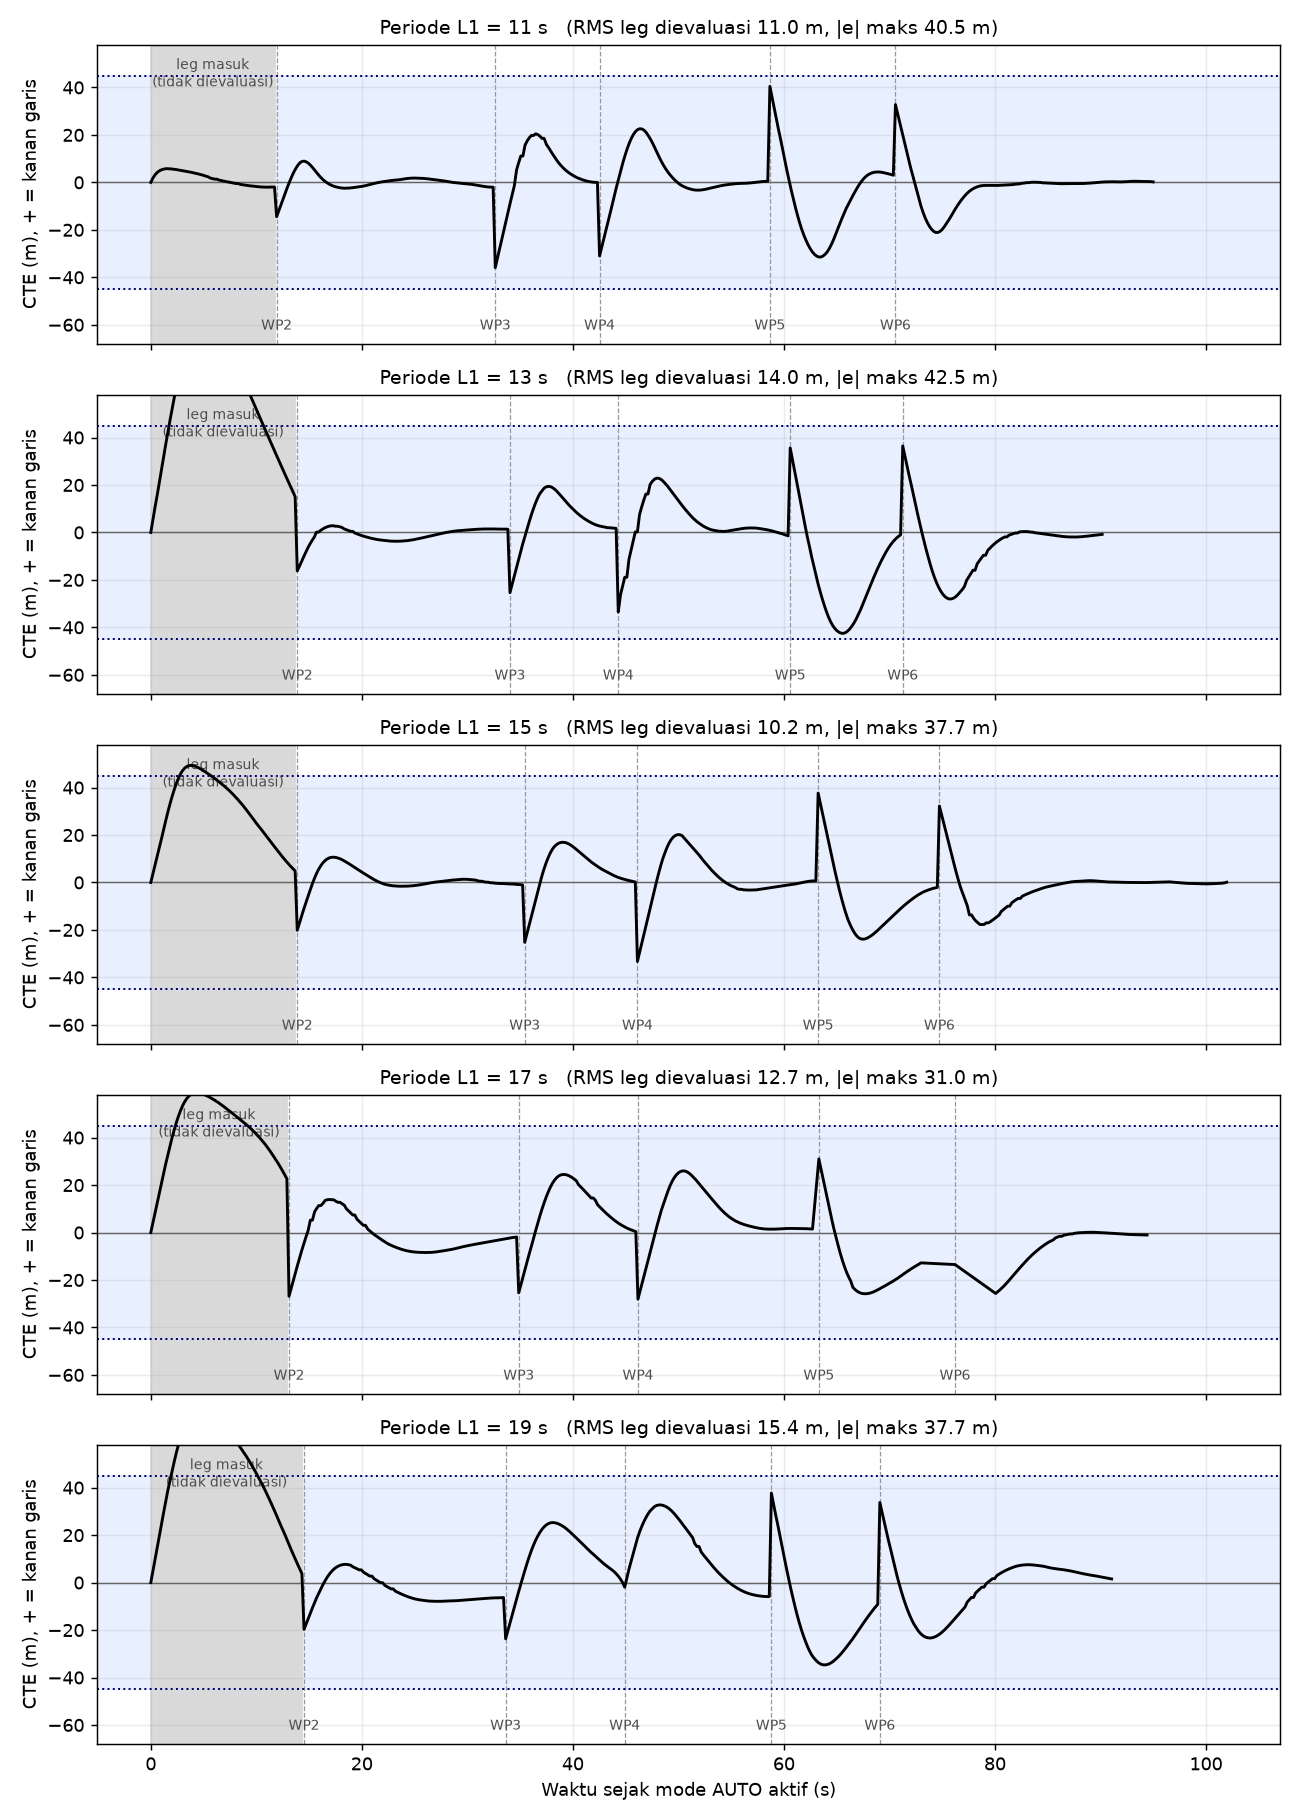 Periode L1 = 11 s   (RMS leg dievaluasi 11.0 m, |e| maks 40.5 m)
leg masuk
(tidak dievaluasi)
CTE (m), + = kanan garis
40
20
0
−20
−40
−60
WP2
WP3
WP4
WP5
WP6
Periode L1 = 13 s   (RMS leg dievaluasi 14.0 m, |e| maks 42.5 m)
leg masuk
(tidak dievaluasi)
CTE (m), + = kanan garis
40
20
0
−20
−40
−60
WP2
WP3
WP4
WP5
WP6
Periode L1 = 15 s   (RMS leg dievaluasi 10.2 m, |e| maks 37.7 m)
leg masuk
(tidak dievaluasi)
CTE (m), + = kanan garis
40
20
0
−20
−40
−60
WP2
WP3
WP4
WP5
WP6
Periode L1 = 17 s   (RMS leg dievaluasi 12.7 m, |e| maks 31.0 m)
leg masuk
(tidak dievaluasi)
CTE (m), + = kanan garis
40
20
0
−20
−40
−60
WP2
WP3
WP4
WP5
WP6
Periode L1 = 19 s   (RMS leg dievaluasi 15.4 m, |e| maks 37.7 m)
leg masuk
(tidak dievaluasi)
CTE (m), + = kanan garis
40
20
0
−20
−40
−60
WP2
WP3
WP4
WP5
WP6
0
20
40
60
80
100
Waktu sejak mode AUTO aktif (s)